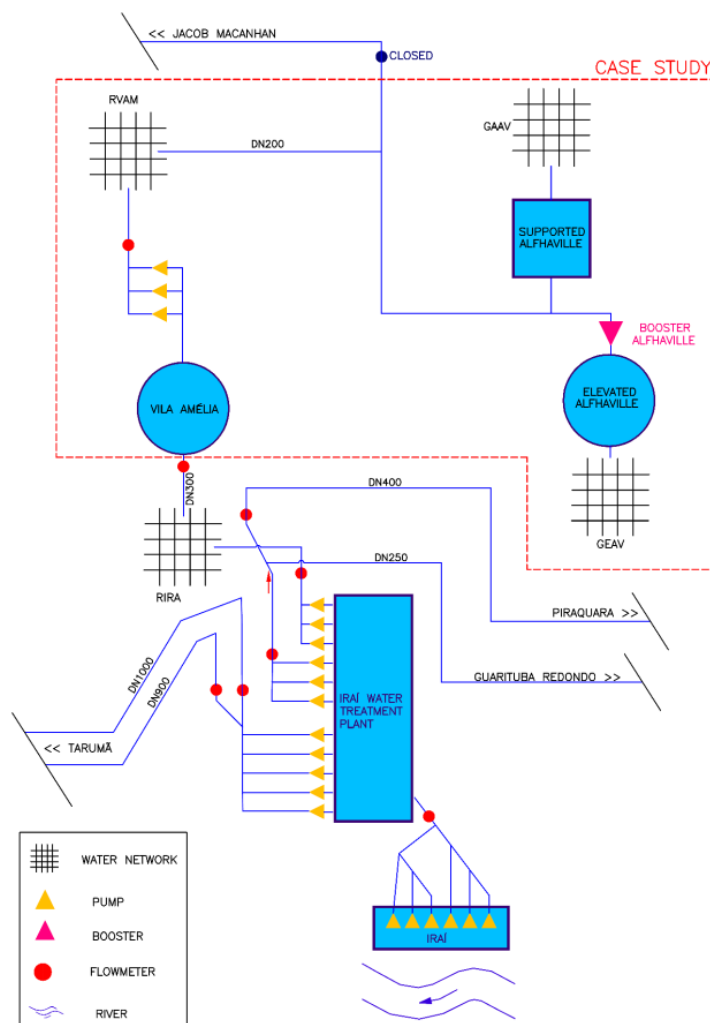 << JACOB MACANHAN
CLOSED
CASE STUDY
RVAM
GAAV
DN200
SUPPORTED
ALFHAVILLE
BOOSTER
ALFHAVILLE
VILA AMÉLIA
ELEVATED
ALFHAVILLE
DN300
DN400
GEAV
DN250
RIRA
PIRAQUARA >>
DN1000
DN900
GUARITUBA REDONDO >>
IRAÍ WATER
TREATMENT
PLANT
<< TARUMÃ
WATER NETWORK
PUMP
IRAÍ
BOOSTER
FLOWMETER
RIVER